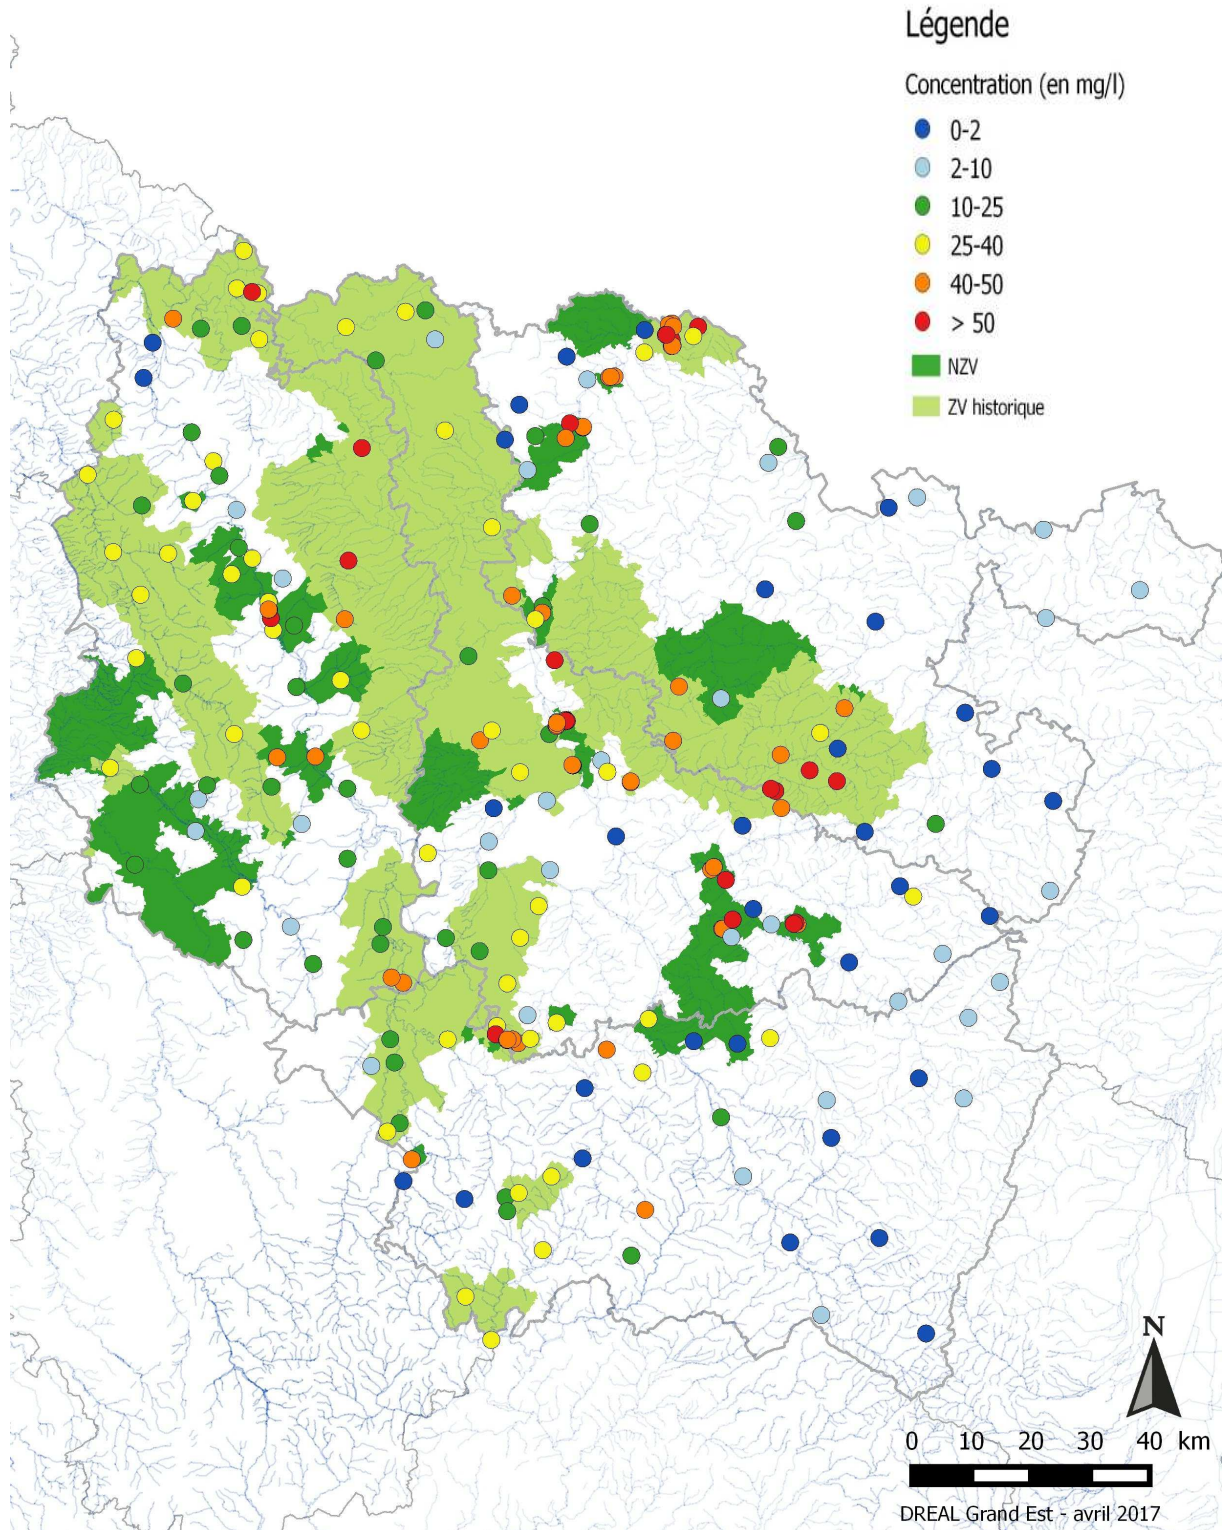 Légende
Concentration (en mg/l)
0-2
2-10
10-25
25-40
40-50
> 50
NZV
ZV historique
N
0 10 20 30 40 km
DREAL Grand Est - avril 2017